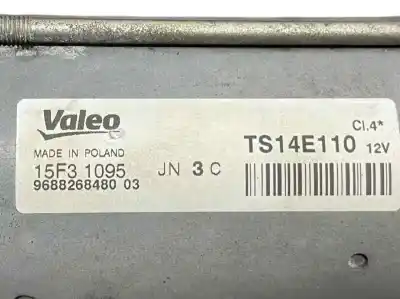 Valeo
Cl.4*
TS14E110 12V
MADE IN POLAND
15F3 1095 JN 3 C
9688268480 03